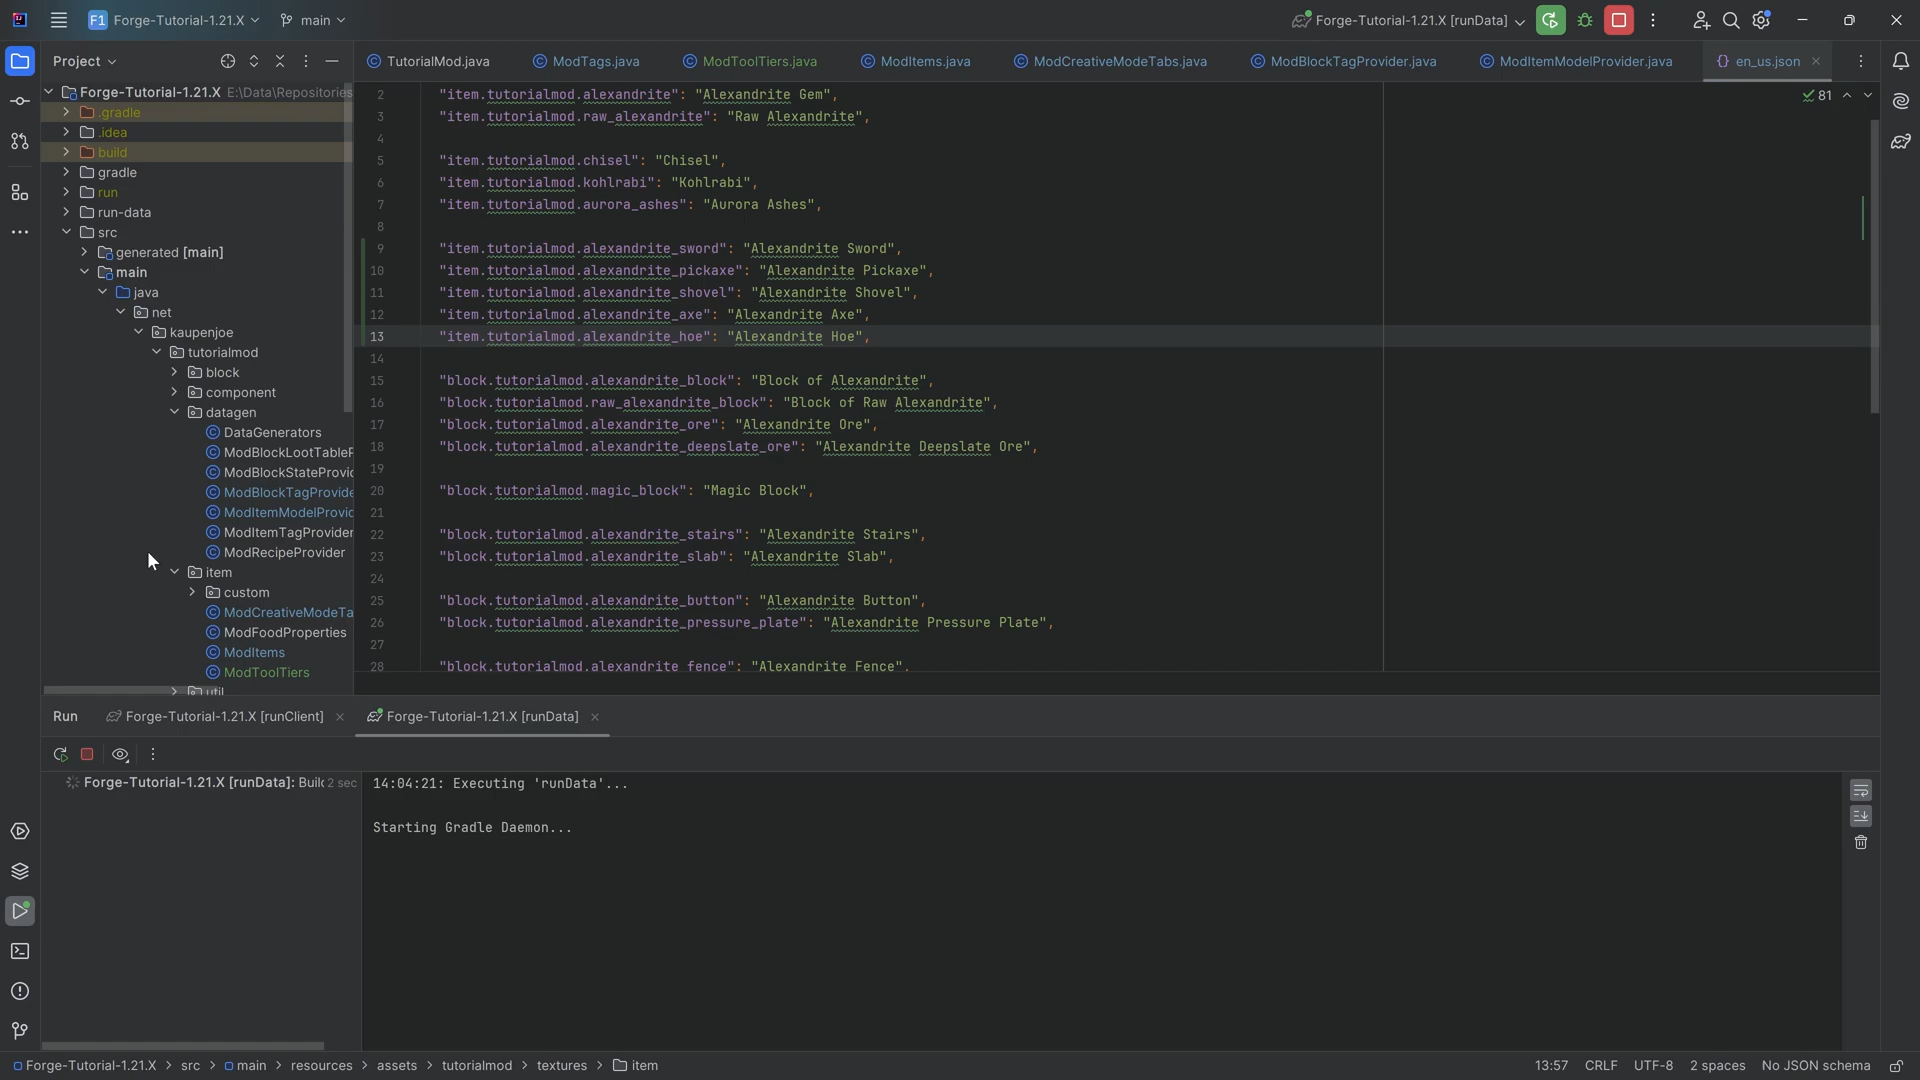 F1 Forge-Tutorial-1.21.X main Forge-Tutorial-1.21.X [runData]
Project TutorialMod.java ModTags.java ModToolTiers.java ModItems.java ModCreativeModeTabs.java ModBlockTagProvider.java ModItemModelProvider.java {} en_us.json
Forge-Tutorial-1.21.X E:\Data\Repositories
.gradle
.idea
build
gradle
run
run-data
src
generated [main]
main
java
net
kaupenjoe
tutorialmod
block
component
datagen
DataGenerators
ModBlockLootTableP
ModBlockStateProvid
ModBlockTagProvide
ModItemModelProvid
ModItemTagProvider
ModRecipeProvider
item
custom
ModCreativeModeTa
ModFoodProperties
ModItems
ModToolTiers
util
81
2 "item.tutorialmod.alexandrite": "Alexandrite Gem",
3 "item.tutorialmod.raw_alexandrite": "Raw Alexandrite",
4
5 "item.tutorialmod.chisel": "Chisel",
6 "item.tutorialmod.kohlrabi": "Kohlrabi",
7 "item.tutorialmod.aurora_ashes": "Aurora Ashes",
8
9 "item.tutorialmod.alexandrite_sword": "Alexandrite Sword",
10 "item.tutorialmod.alexandrite_pickaxe": "Alexandrite Pickaxe",
11 "item.tutorialmod.alexandrite_shovel": "Alexandrite Shovel",
12 "item.tutorialmod.alexandrite_axe": "Alexandrite Axe",
13 "item.tutorialmod.alexandrite_hoe": "Alexandrite Hoe",
14
15 "block.tutorialmod.alexandrite_block": "Block of Alexandrite",
16 "block.tutorialmod.raw_alexandrite_block": "Block of Raw Alexandrite",
17 "block.tutorialmod.alexandrite_ore": "Alexandrite Ore",
18 "block.tutorialmod.alexandrite_deepslate_ore": "Alexandrite Deepslate Ore",
19
20 "block.tutorialmod.magic_block": "Magic Block",
21
22 "block.tutorialmod.alexandrite_stairs": "Alexandrite Stairs",
23 "block.tutorialmod.alexandrite_slab": "Alexandrite Slab",
24
25 "block.tutorialmod.alexandrite_button": "Alexandrite Button",
26 "block.tutorialmod.alexandrite_pressure_plate": "Alexandrite Pressure Plate",
27
28 "block.tutorialmod.alexandrite_fence": "Alexandrite Fence",
Run Forge-Tutorial-1.21.X [runClient] Forge-Tutorial-1.21.X [runData]
Forge-Tutorial-1.21.X [runData]: Build 2 sec
14:04:21: Executing 'runData'...
Starting Gradle Daemon...
Forge-Tutorial-1.21.X > src > main > resources > assets > tutorialmod > textures > item 13:57 CRLF UTF-8 2 spaces No JSON schema